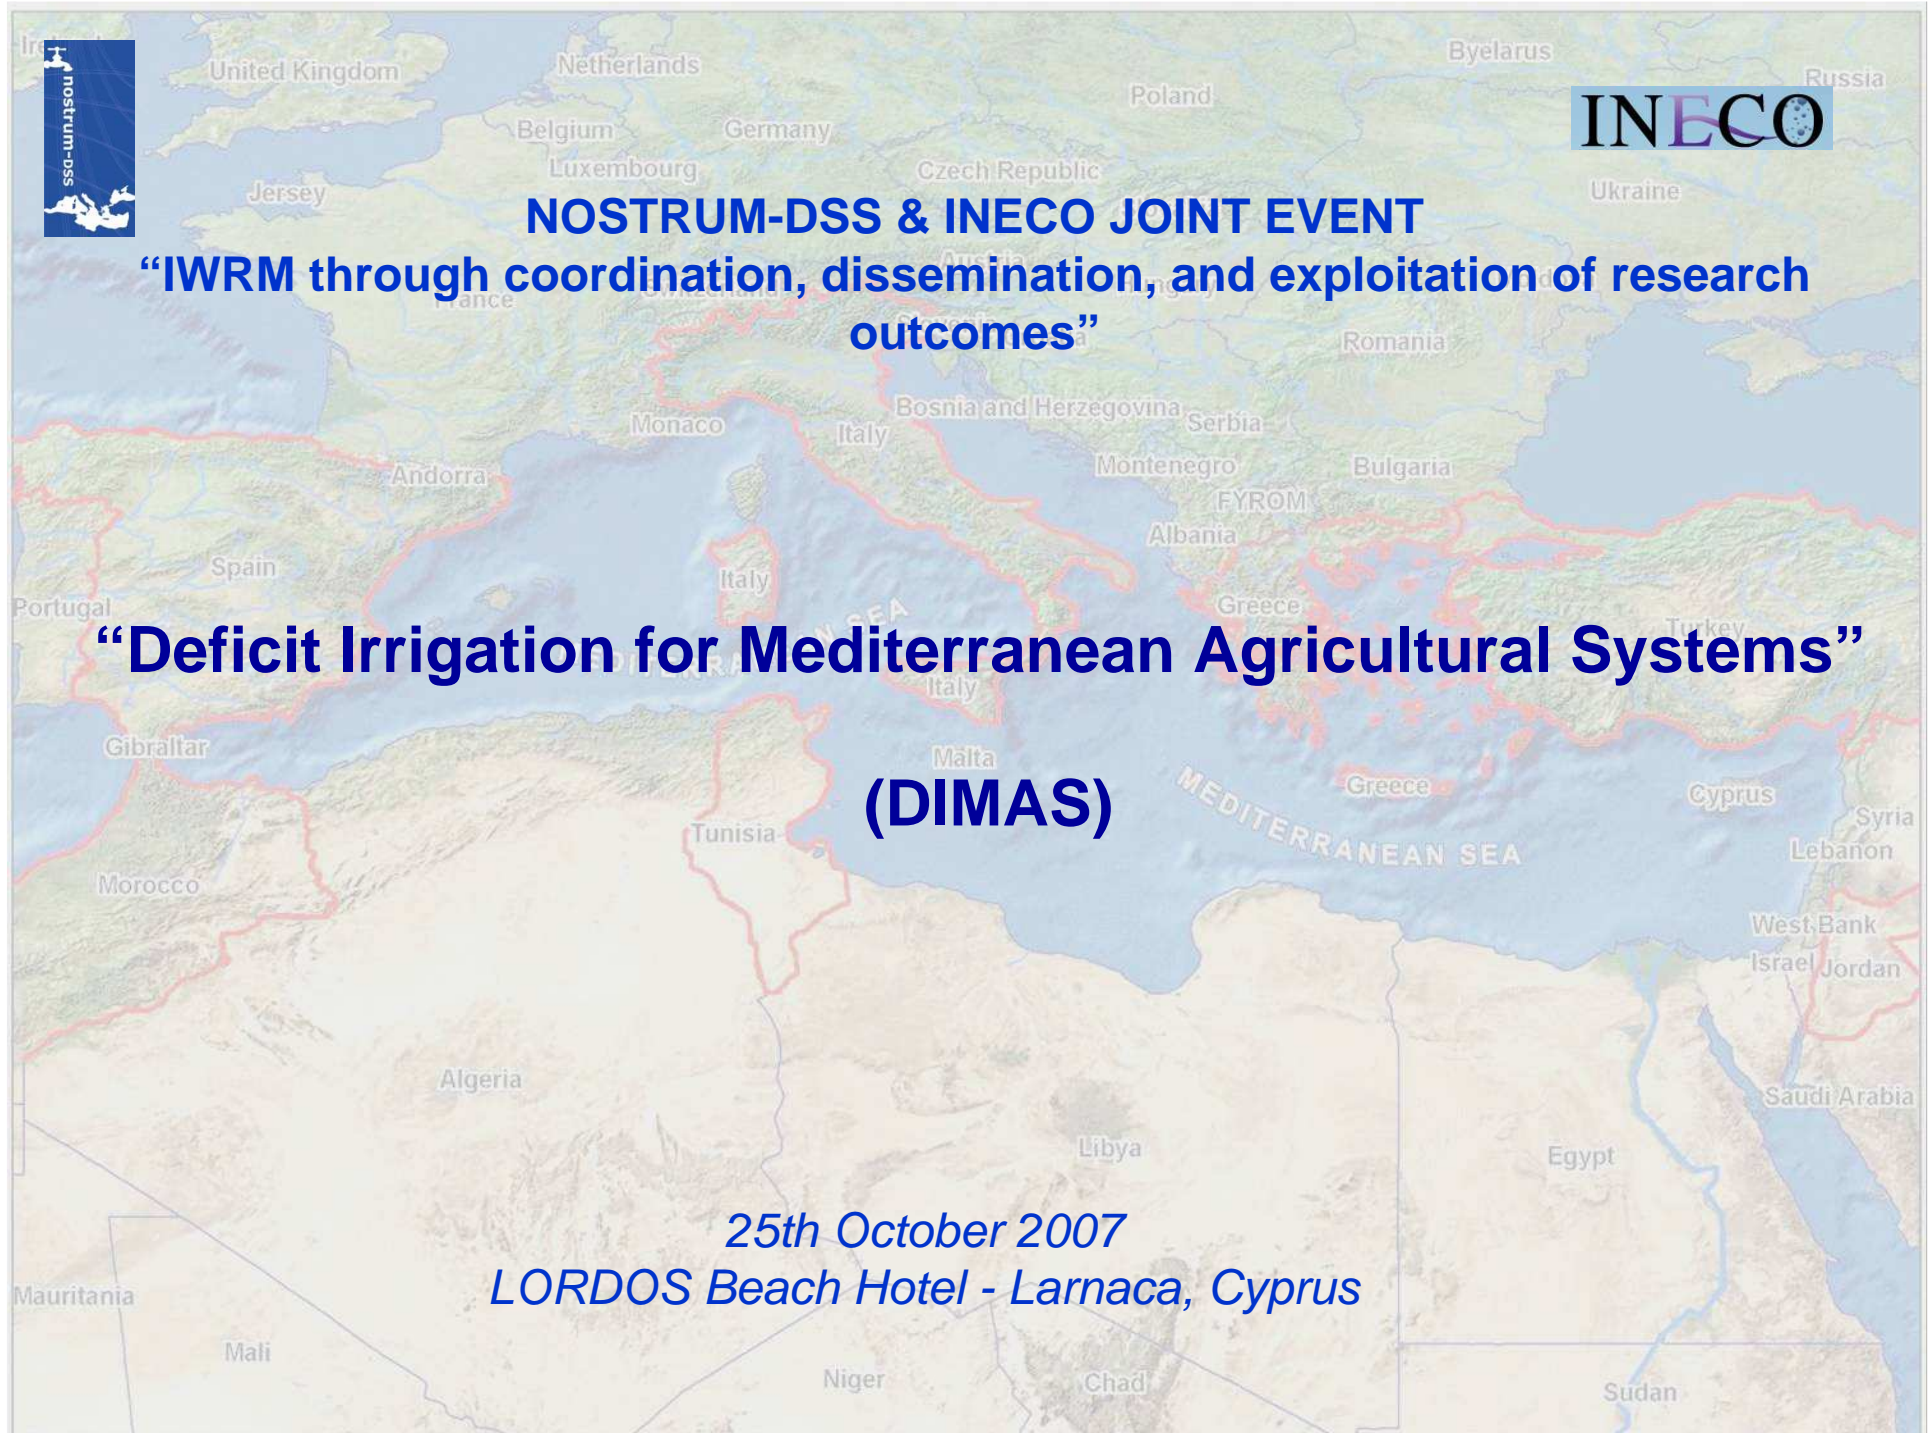 Byelarus
United Kingdom
Netherlands
Russia
nostrum-DSS
Poland
INECO
Belgium
Germany
Luxembourg
Czech Republic
Jersey
Ukraine
NOSTRUM-DSS & INECO JOINT EVENT
“IWRM through coordination, dissemination, and exploitation of research
outcomes”
Romania
Bosnia and Herzegovina
Monaco
Italy
Serbia
Andorra
Montenegro
Bulgaria
FYROM
Albania
Spain
Italy
Portugal
Greece
Turkey
“Deficit Irrigation for Mediterranean Agricultural Systems”
Italy
Gibraltar
Malta
(DIMAS)
Greece
Cyprus
Syria
MEDITERRANEAN SEA
Tunisia
Lebanon
Morocco
West Bank
Israel
Jordan
Algeria
Saudi Arabia
Libya
Egypt
25th October 2007
LORDOS Beach Hotel - Larnaca, Cyprus
Mauritania
Mali
Niger
Chad
Sudan